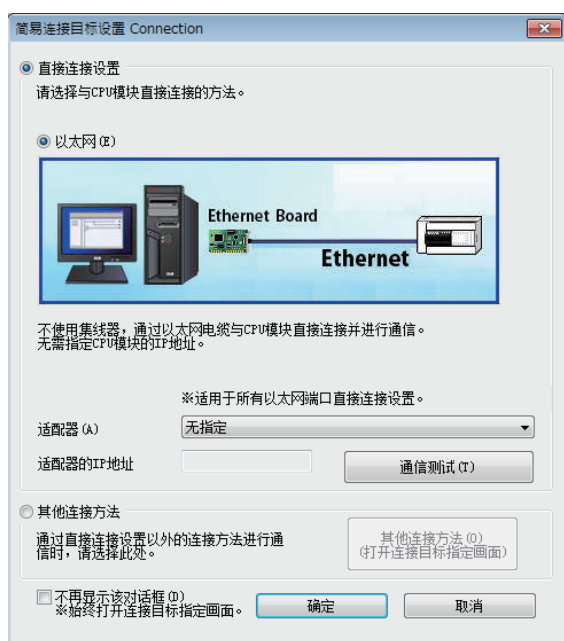 简易连接目标设置 Connection
直接连接设置
请选择与CPU模块直接连接的方法。
以太网(E)
Ethernet Board
Ethernet
不使用集线器，通过以太网电缆与CPU模块直接连接并进行通信。
无需指定CPU模块的IP地址。
※适用于所有以太网端口直接连接设置。
适配器(A)
无指定
适配器的IP地址
通信测试(T)
其他连接方法
通过直接连接设置以外的连接方法进行通
信时，请选择此处。
其他连接方法(O)
(打开连接目标指定画面)
不再显示该对话框(D)
※始终打开连接目标指定画面。
确定
取消